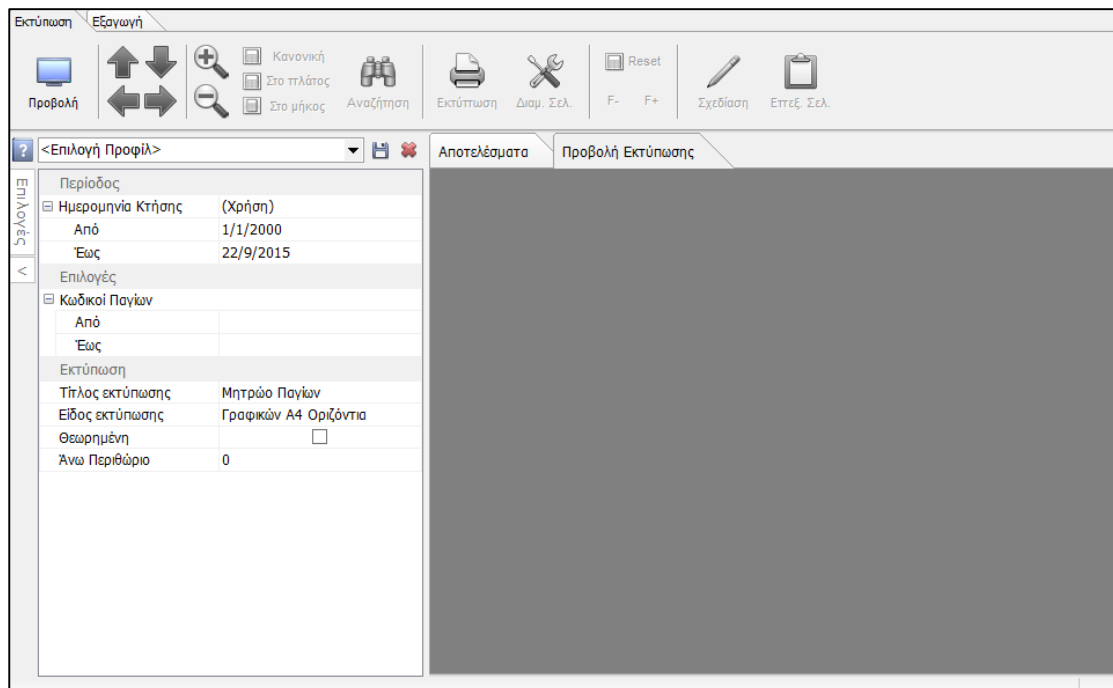 Εκτύπωση Εξαγωγή
Προβολή
Κανονική
Στο πλάτος
Στο μήκος
Αναζήτηση
Εκτύπωση
Διαμ. Σελ.
Reset
F- F+
Σχεδίαση
Επεξ. Σελ.
? <Επιλογή Προφίλ>
Αποτελέσματα Προβολή Εκτύπωσης
Επιλογές
<
Περίοδος
Ημερομηνία Κτήσης (Χρήση)
Από 1/1/2000
Έως 22/9/2015
Επιλογές
Κωδικοί Παγίων
Από
Έως
Εκτύπωση
Τίτλος εκτύπωσης Μητρώο Παγίων
Είδος εκτύπωσης Γραφικών Α4 Οριζόντια
Θεωρημένη
Άνω Περιθώριο 0